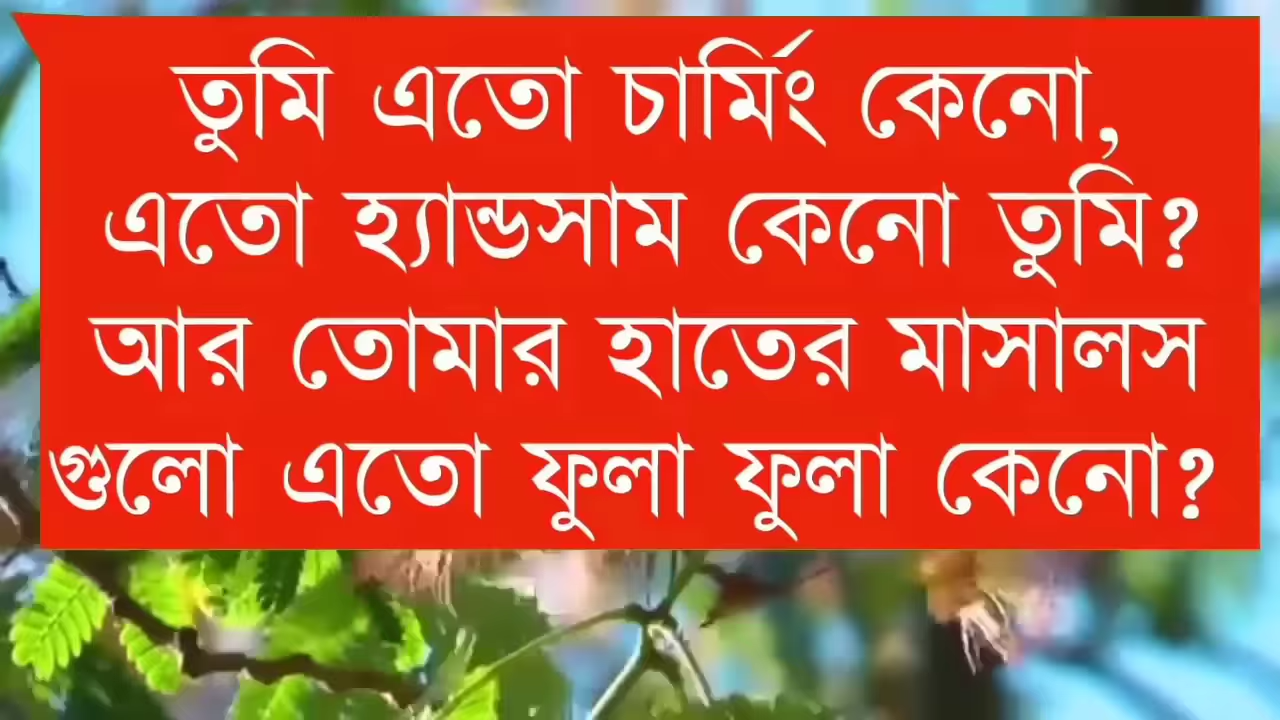 তুমি এতো চার্মিং কেনো,
এতো হ্যান্ডসাম কেনো তুমি?
আর তোমার হাতের মাসালস
গুলো এতো ফুলা ফুলা কেনো?